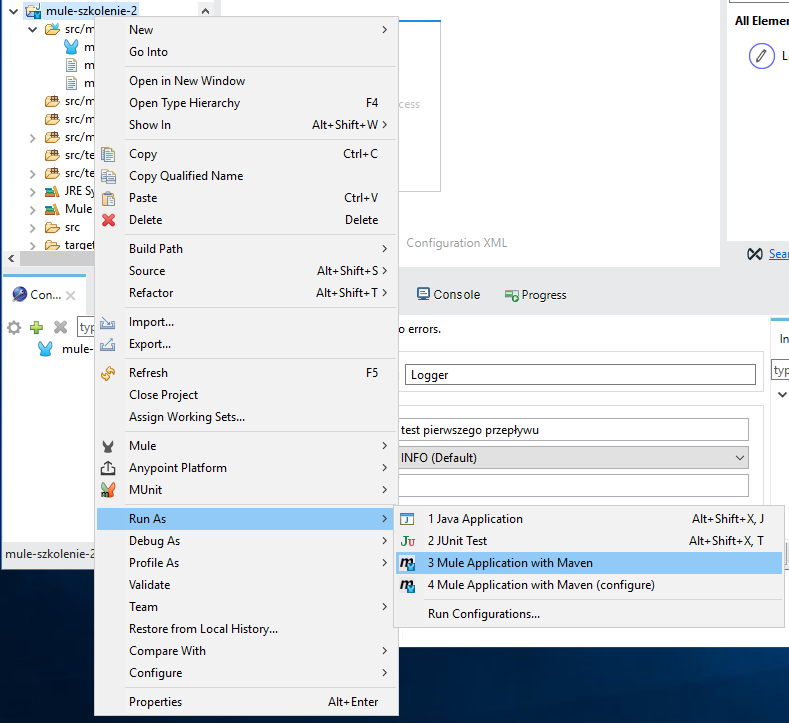 mule-szkolenie-2
src/m
m
m
m
src/m
src/m
src/m
src/te
src/te
JRE Sy
Mule
src
target
New
Go Into
Open in New Window
Open Type Hierarchy F4
Show In Alt+Shift+W
Copy Ctrl+C
Copy Qualified Name
Paste Ctrl+V
Delete Delete
Build Path
Source Alt+Shift+S
Refactor Alt+Shift+T
Import...
Export...
Refresh F5
Close Project
Assign Working Sets...
Mule
Anypoint Platform
MUnit
Run As
Debug As
Profile As
Validate
Team
Restore from Local History...
Compare With
Configure
Properties Alt+Enter
1 Java Application Alt+Shift+X, J
2 JUnit Test Alt+Shift+X, T
3 Mule Application with Maven
4 Mule Application with Maven (configure)
Run Configurations...
cess
Configuration XML
All Elemen
L
Sear
Con...
typ
mule-
Console
Progress
o errors.
Logger
test pierwszego przepływu
INFO (Default)
In
typ
mule-szkolenie-2